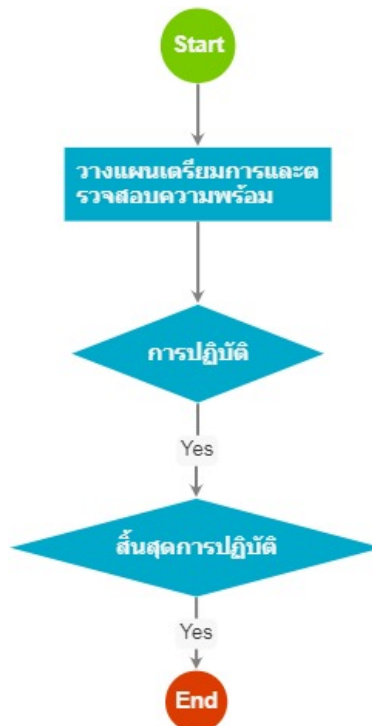 Start
วางแผนเตรียมการและต
รวจสอบความพร้อม
การปฏิบัติ
Yes
สิ้นสุดการปฏิบัติ
Yes
End